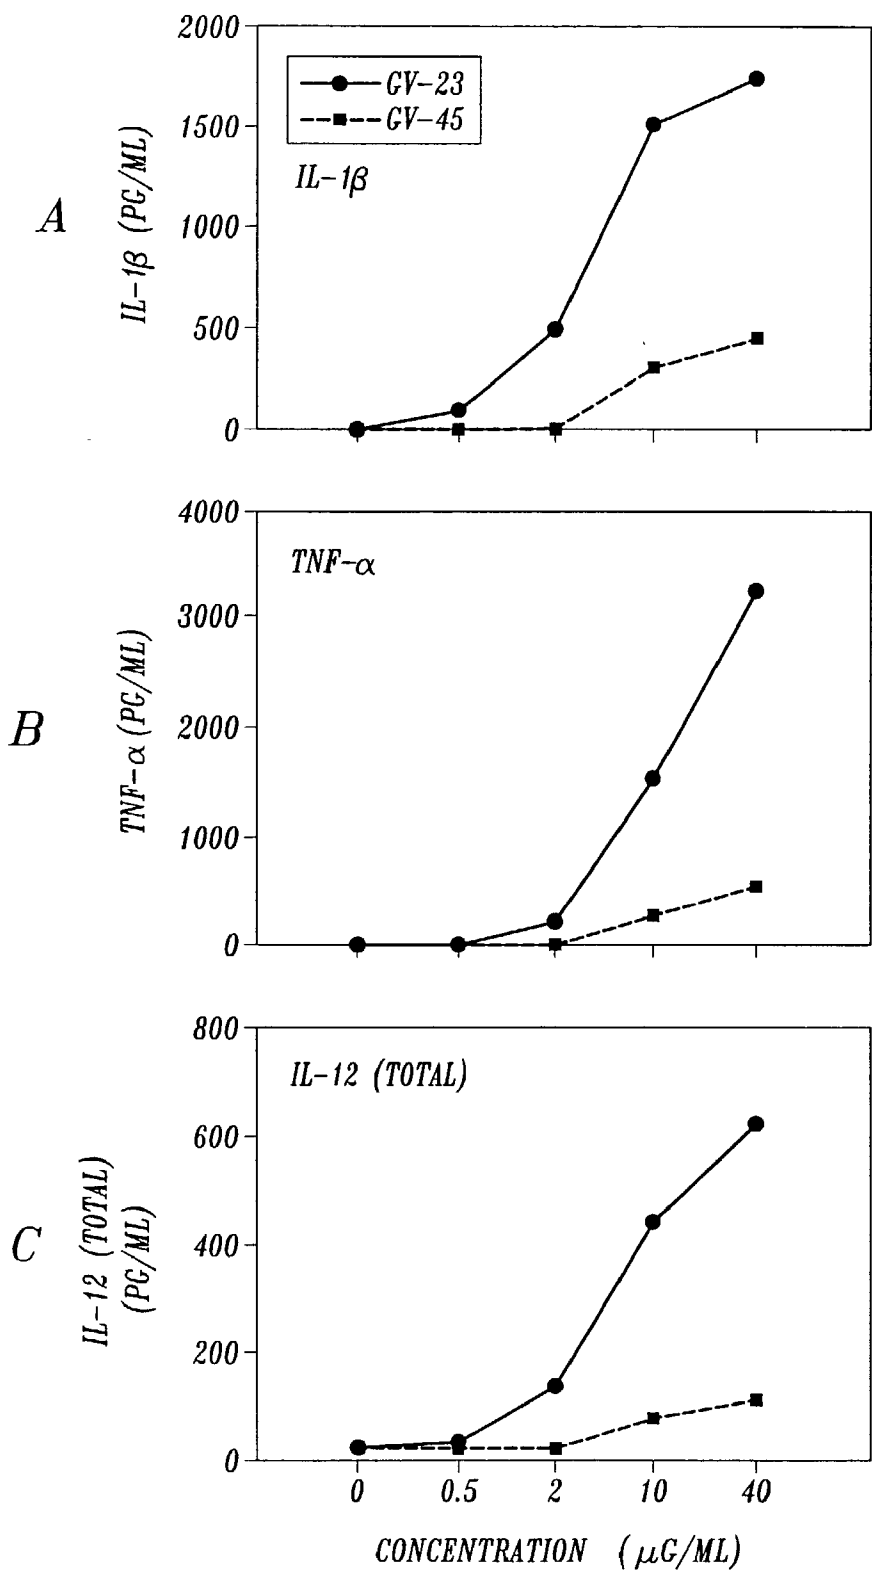 2000
1500
1000
500
0
A
IL-1β (PG/ML)
GV-23
GV-45
IL-1β
4000
3000
2000
1000
0
B
TNF-α (PG/ML)
TNF-α
800
600
400
200
0
C
IL-12 (TOTAL)
(PG/ML)
IL-12 (TOTAL)
0 0.5 2 10 40
CONCENTRATION (μG/ML)